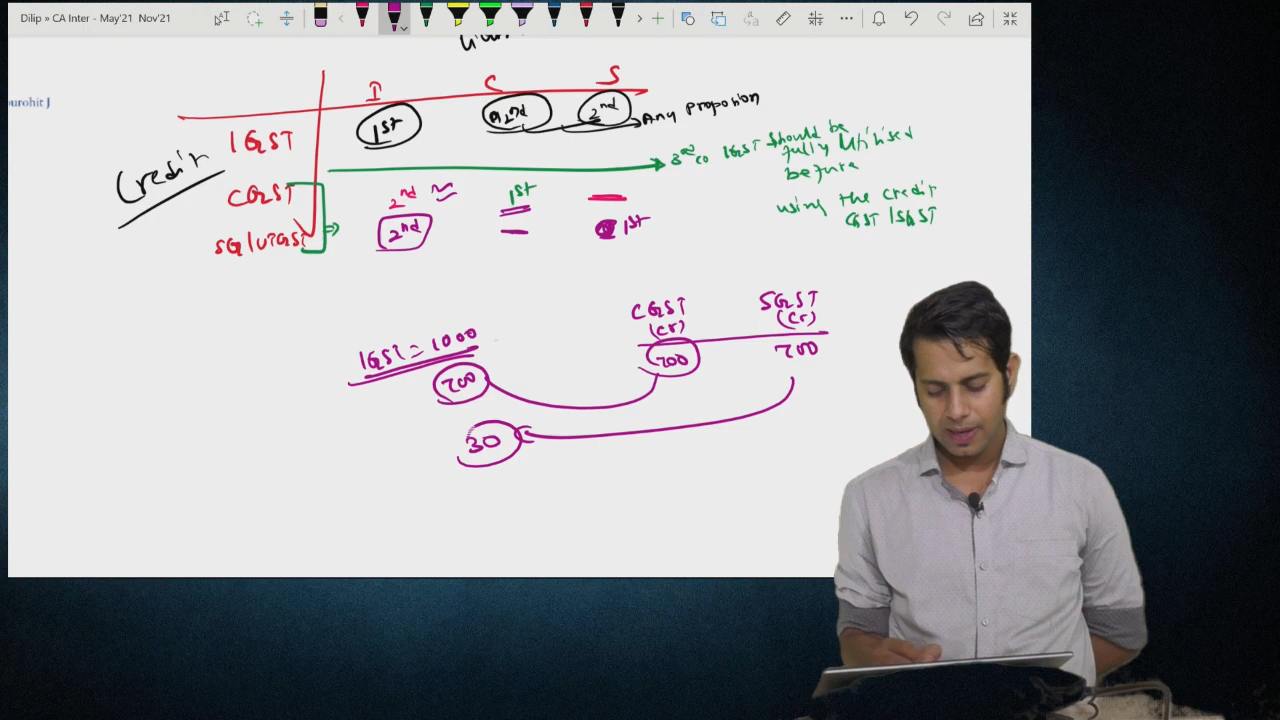 Dilip » CA Inter - May'21 Nov'21
ourohit J
I C S
IGST 1st 2nd 2nd Any Proportion
Credit
3rd Co IGST should be
fully Utilised
before
using the credit
CGST 2nd 1st CGST / SGST
SG/UTGST 2nd 1st
CGST SGST
(Cr) (Cr)
IGST = 1000
700 700 700
30